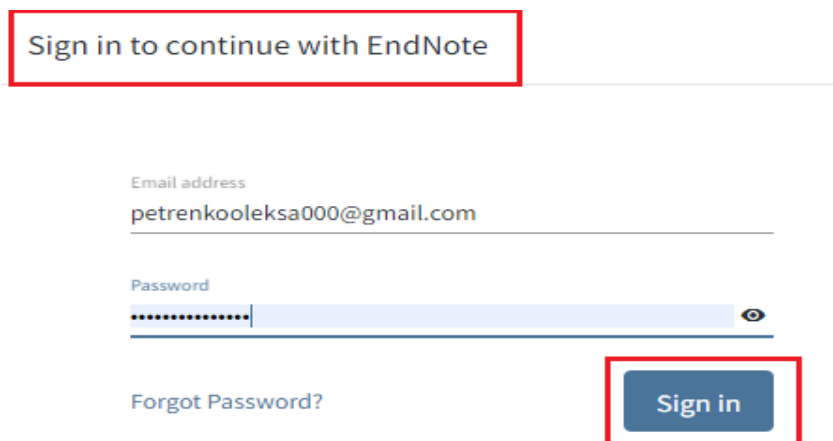 Sign in to continue with EndNote
Email address
petrenkooleksa000@gmail.com
Password
•••••••••••••••
Forgot Password?
Sign in